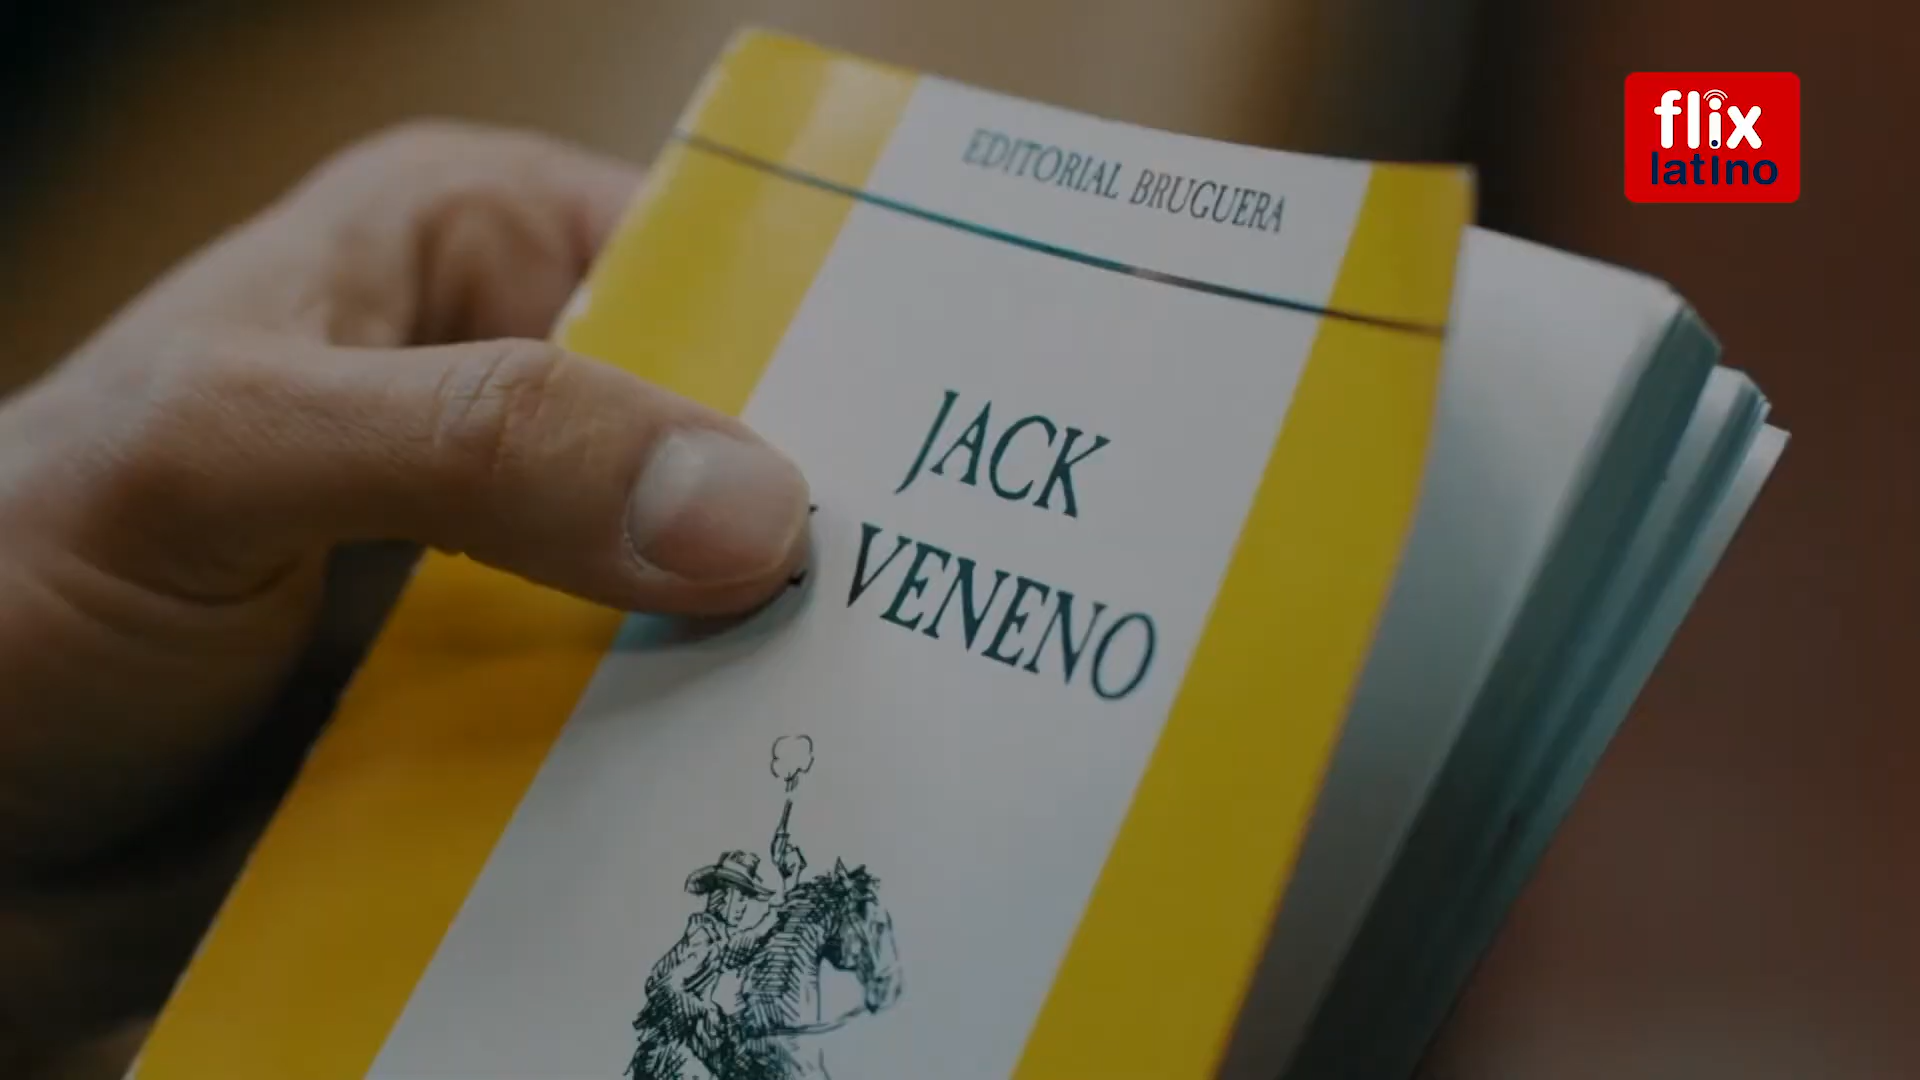 EDITORIAL BRUGUERA
JACK
VENENO
flix
latino